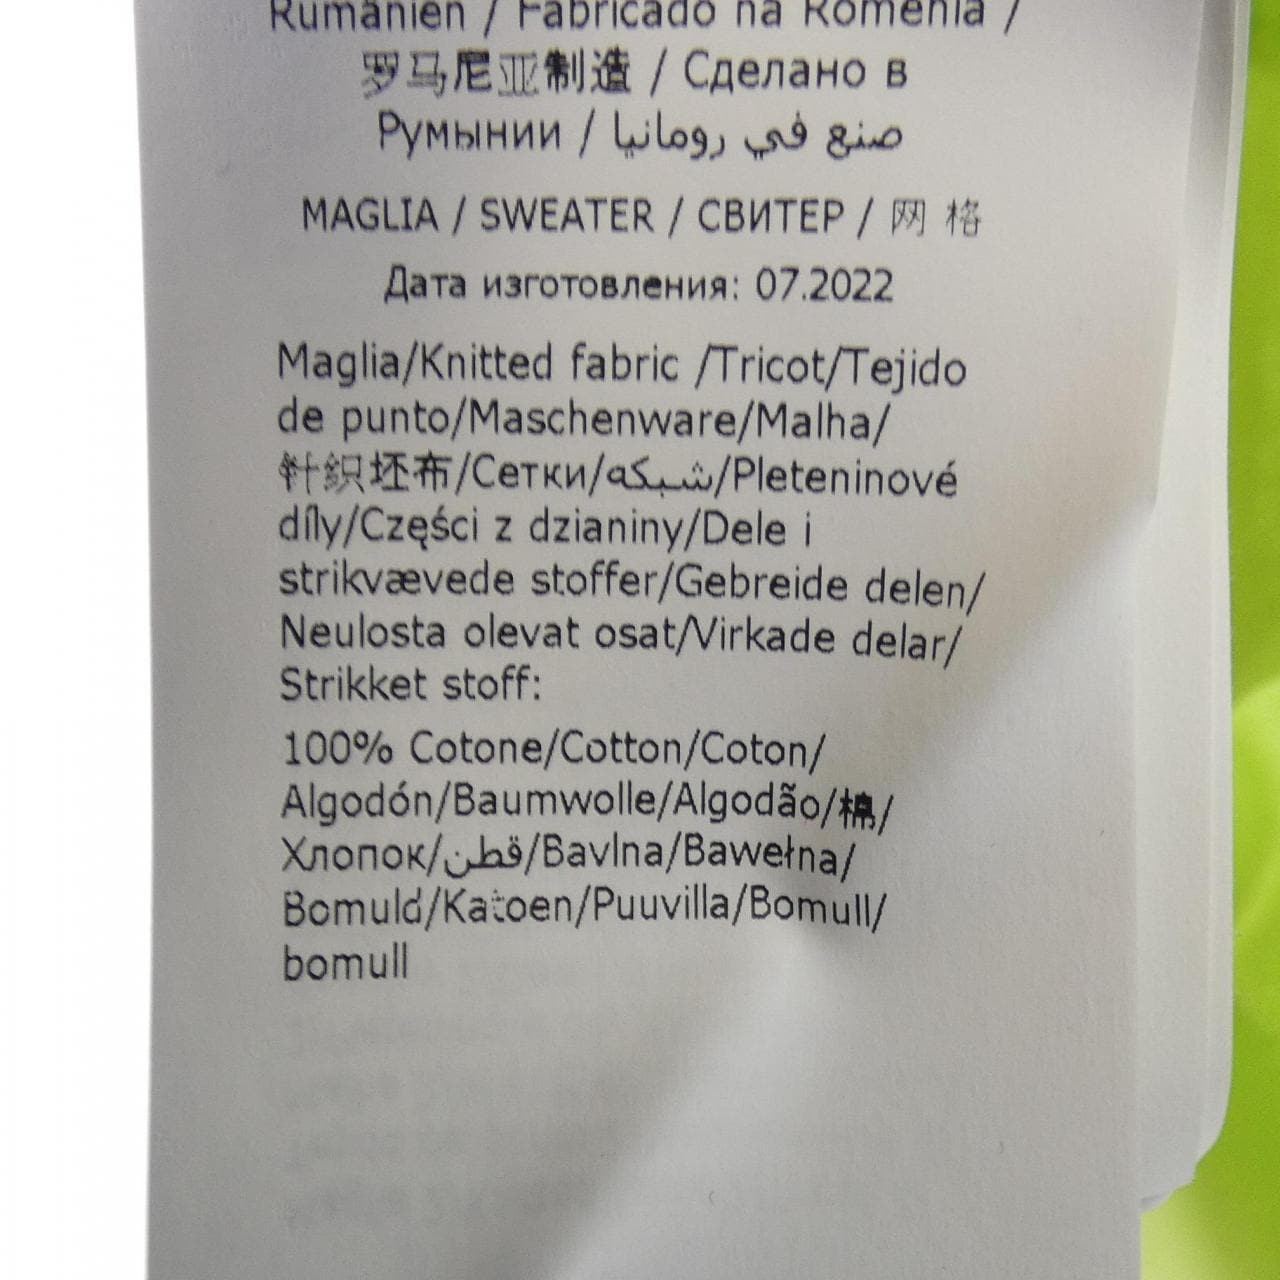 Rumänien / Fabricado na Romênia /
罗马尼亚制造 / Сделано в
Румынии / صنع في رومانيا
MAGLIA / SWEATER / СВИТЕР / 网 格
Дата изготовления: 07.2022
Maglia/Knitted fabric /Tricot/Tejido
de punto/Maschenware/Malha/
针织坯布/Сетки/شبكه/Pleteninové
díly/Części z dzianiny/Dele i
strikvævede stoffer/Gebreide delen/
Neulosta olevat osat/Virkade delar/
Strikket stoff:
100% Cotone/Cotton/Coton/
Algodón/Baumwolle/Algodão/棉/
Хлопок/قطن/Bavlna/Bawełna/
Bomuld/Katoen/Puuvilla/Bomull/
bomull